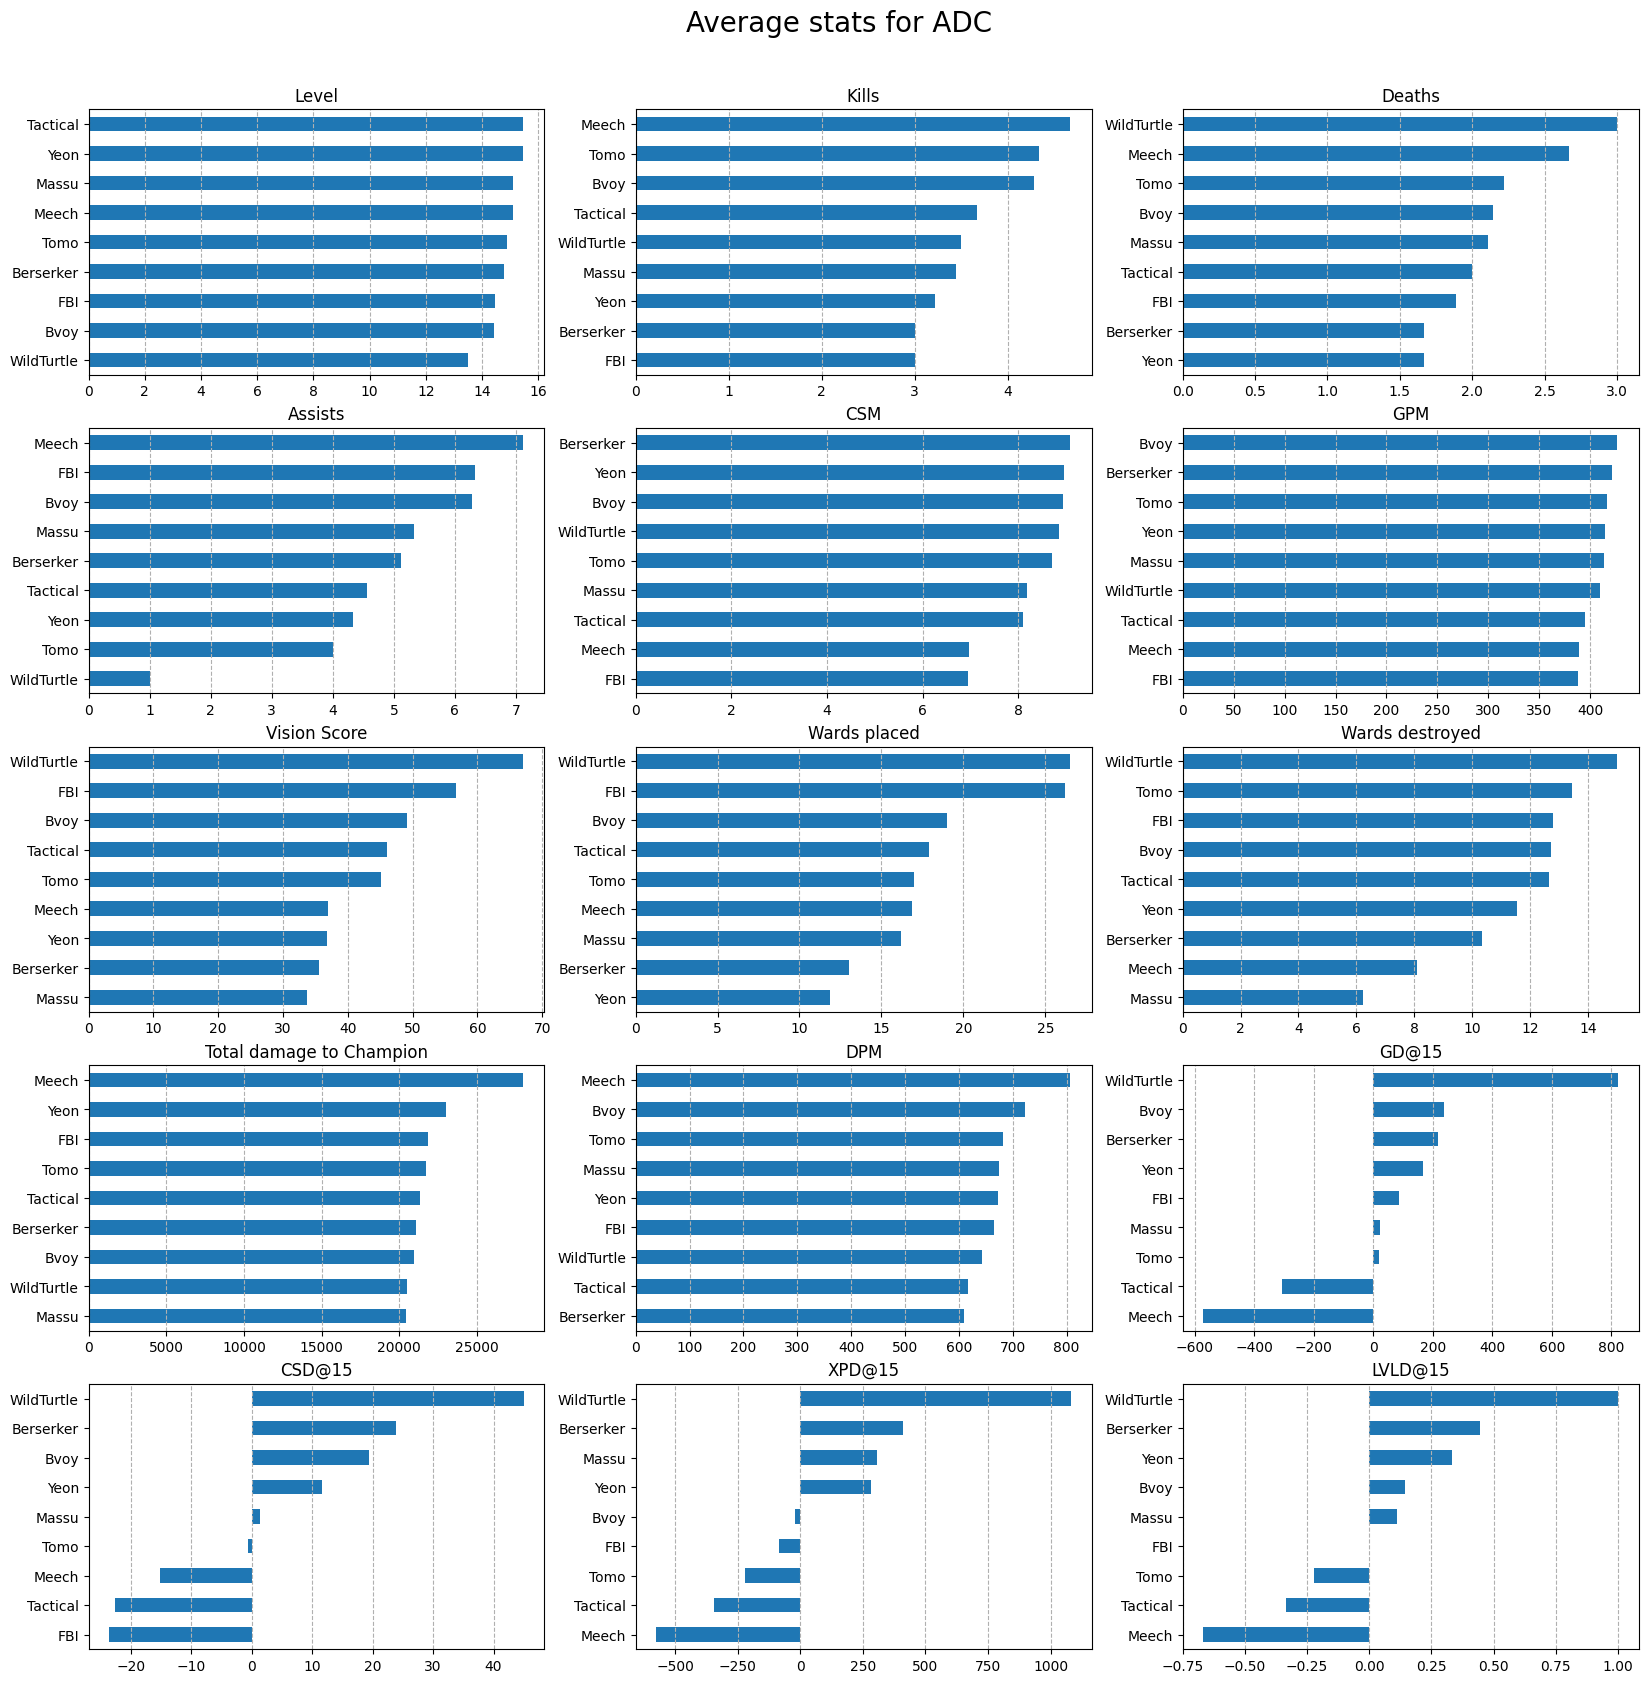 Average stats for ADC
Level
Tactical
Yeon
Massu
Meech
Tomo
Berserker
FBI
Bvoy
WildTurtle
0 2 4 6 8 10 12 14 16
Kills
Meech
Tomo
Bvoy
Tactical
WildTurtle
Massu
Yeon
Berserker
FBI
0 1 2 3 4
Deaths
WildTurtle
Meech
Tomo
Bvoy
Massu
Tactical
FBI
Berserker
Yeon
0.0 0.5 1.0 1.5 2.0 2.5 3.0
Assists
Meech
FBI
Bvoy
Massu
Berserker
Tactical
Yeon
Tomo
WildTurtle
0 1 2 3 4 5 6 7
CSM
Berserker
Yeon
Bvoy
WildTurtle
Tomo
Massu
Tactical
Meech
FBI
0 2 4 6 8
GPM
Bvoy
Berserker
Tomo
Yeon
Massu
WildTurtle
Tactical
Meech
FBI
0 50 100 150 200 250 300 350 400
Vision Score
WildTurtle
FBI
Bvoy
Tactical
Tomo
Meech
Yeon
Berserker
Massu
0 10 20 30 40 50 60 70
Wards placed
WildTurtle
FBI
Bvoy
Tactical
Tomo
Meech
Massu
Berserker
Yeon
0 5 10 15 20 25
Wards destroyed
WildTurtle
Tomo
FBI
Bvoy
Tactical
Yeon
Berserker
Meech
Massu
0 2 4 6 8 10 12 14
Total damage to Champion
Meech
Yeon
FBI
Tomo
Tactical
Berserker
Bvoy
WildTurtle
Massu
0 5000 10000 15000 20000 25000
DPM
Meech
Bvoy
Tomo
Massu
Yeon
FBI
WildTurtle
Tactical
Berserker
0 100 200 300 400 500 600 700 800
GD@15
WildTurtle
Bvoy
Berserker
Yeon
FBI
Massu
Tomo
Tactical
Meech
−600 −400 −200 0 200 400 600 800
CSD@15
WildTurtle
Berserker
Bvoy
Yeon
Massu
Tomo
Meech
Tactical
FBI
−20 −10 0 10 20 30 40
XPD@15
WildTurtle
Berserker
Massu
Yeon
Bvoy
FBI
Tomo
Tactical
Meech
−500 −250 0 250 500 750 1000
LVLD@15
WildTurtle
Berserker
Yeon
Bvoy
Massu
FBI
Tomo
Tactical
Meech
−0.75 −0.50 −0.25 0.00 0.25 0.50 0.75 1.00